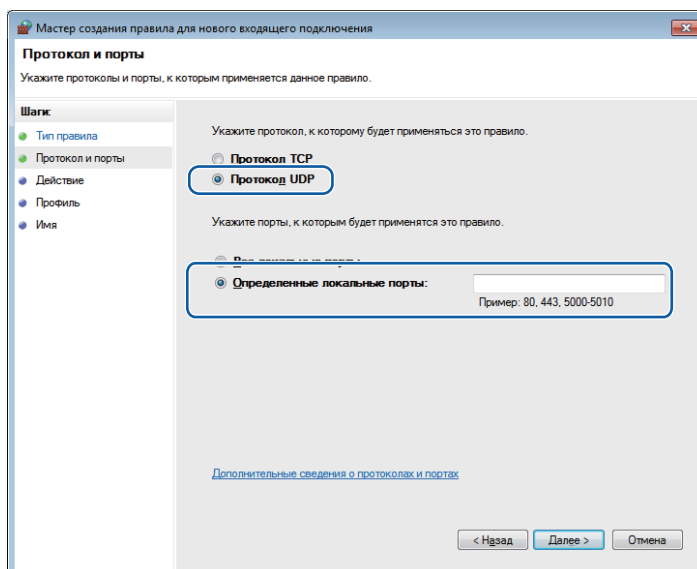 Мастер создания правила для нового входящего подключения
Протокол и порты
Укажите протоколы и порты, к которым применяется данное правило.
Шаги:
Тип правила
Протокол и порты
Действие
Профиль
Имя
Укажите протокол, к которому будет применяться это правило.
Протокол TCP
Протокол UDP
Укажите порты, к которым будет применятся это правило.
Определенные локальные порты:
Пример: 80, 443, 5000-5010
Дополнительные сведения о протоколах и портах
< Назад
Далее >
Отмена